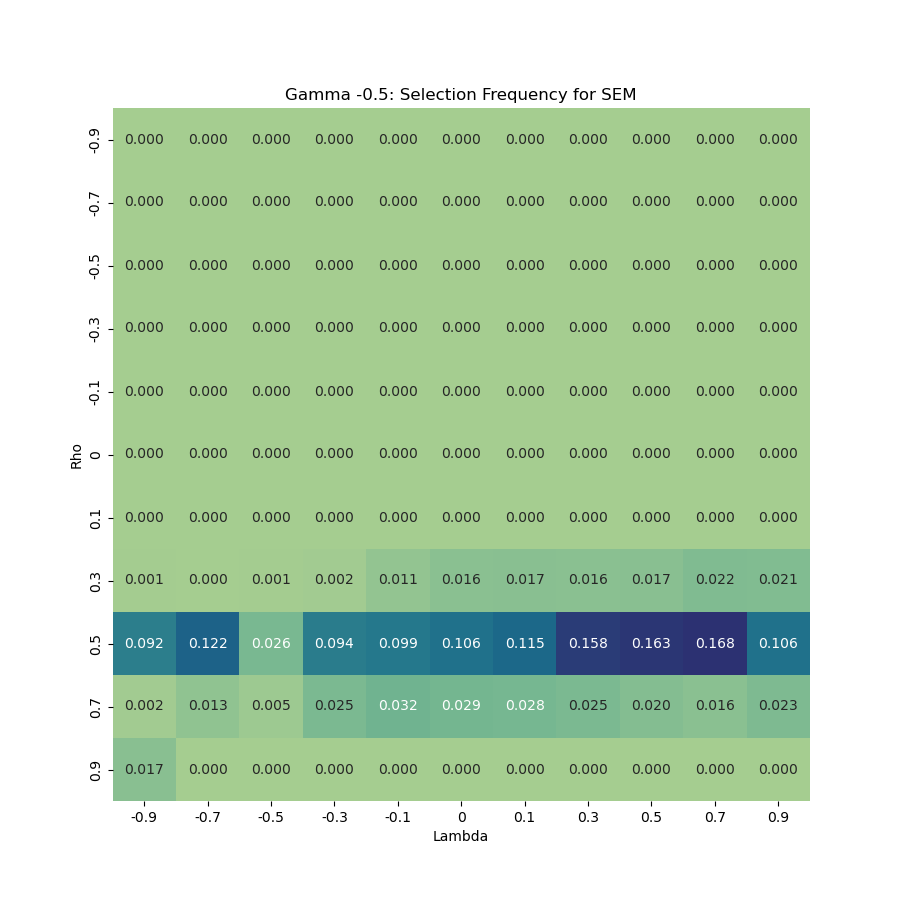 Gamma -0.5: Selection Frequency for SEM
Rho
-0.9 0.000 0.000 0.000 0.000 0.000 0.000 0.000 0.000 0.000 0.000 0.000
-0.7 0.000 0.000 0.000 0.000 0.000 0.000 0.000 0.000 0.000 0.000 0.000
-0.5 0.000 0.000 0.000 0.000 0.000 0.000 0.000 0.000 0.000 0.000 0.000
-0.3 0.000 0.000 0.000 0.000 0.000 0.000 0.000 0.000 0.000 0.000 0.000
-0.1 0.000 0.000 0.000 0.000 0.000 0.000 0.000 0.000 0.000 0.000 0.000
0 0.000 0.000 0.000 0.000 0.000 0.000 0.000 0.000 0.000 0.000 0.000
0.1 0.000 0.000 0.000 0.000 0.000 0.000 0.000 0.000 0.000 0.000 0.000
0.3 0.001 0.000 0.001 0.002 0.011 0.016 0.017 0.016 0.017 0.022 0.021
0.5 0.092 0.122 0.026 0.094 0.099 0.106 0.115 0.158 0.163 0.168 0.106
0.7 0.002 0.013 0.005 0.025 0.032 0.029 0.028 0.025 0.020 0.016 0.023
0.9 0.017 0.000 0.000 0.000 0.000 0.000 0.000 0.000 0.000 0.000 0.000
-0.9 -0.7 -0.5 -0.3 -0.1 0 0.1 0.3 0.5 0.7 0.9
Lambda